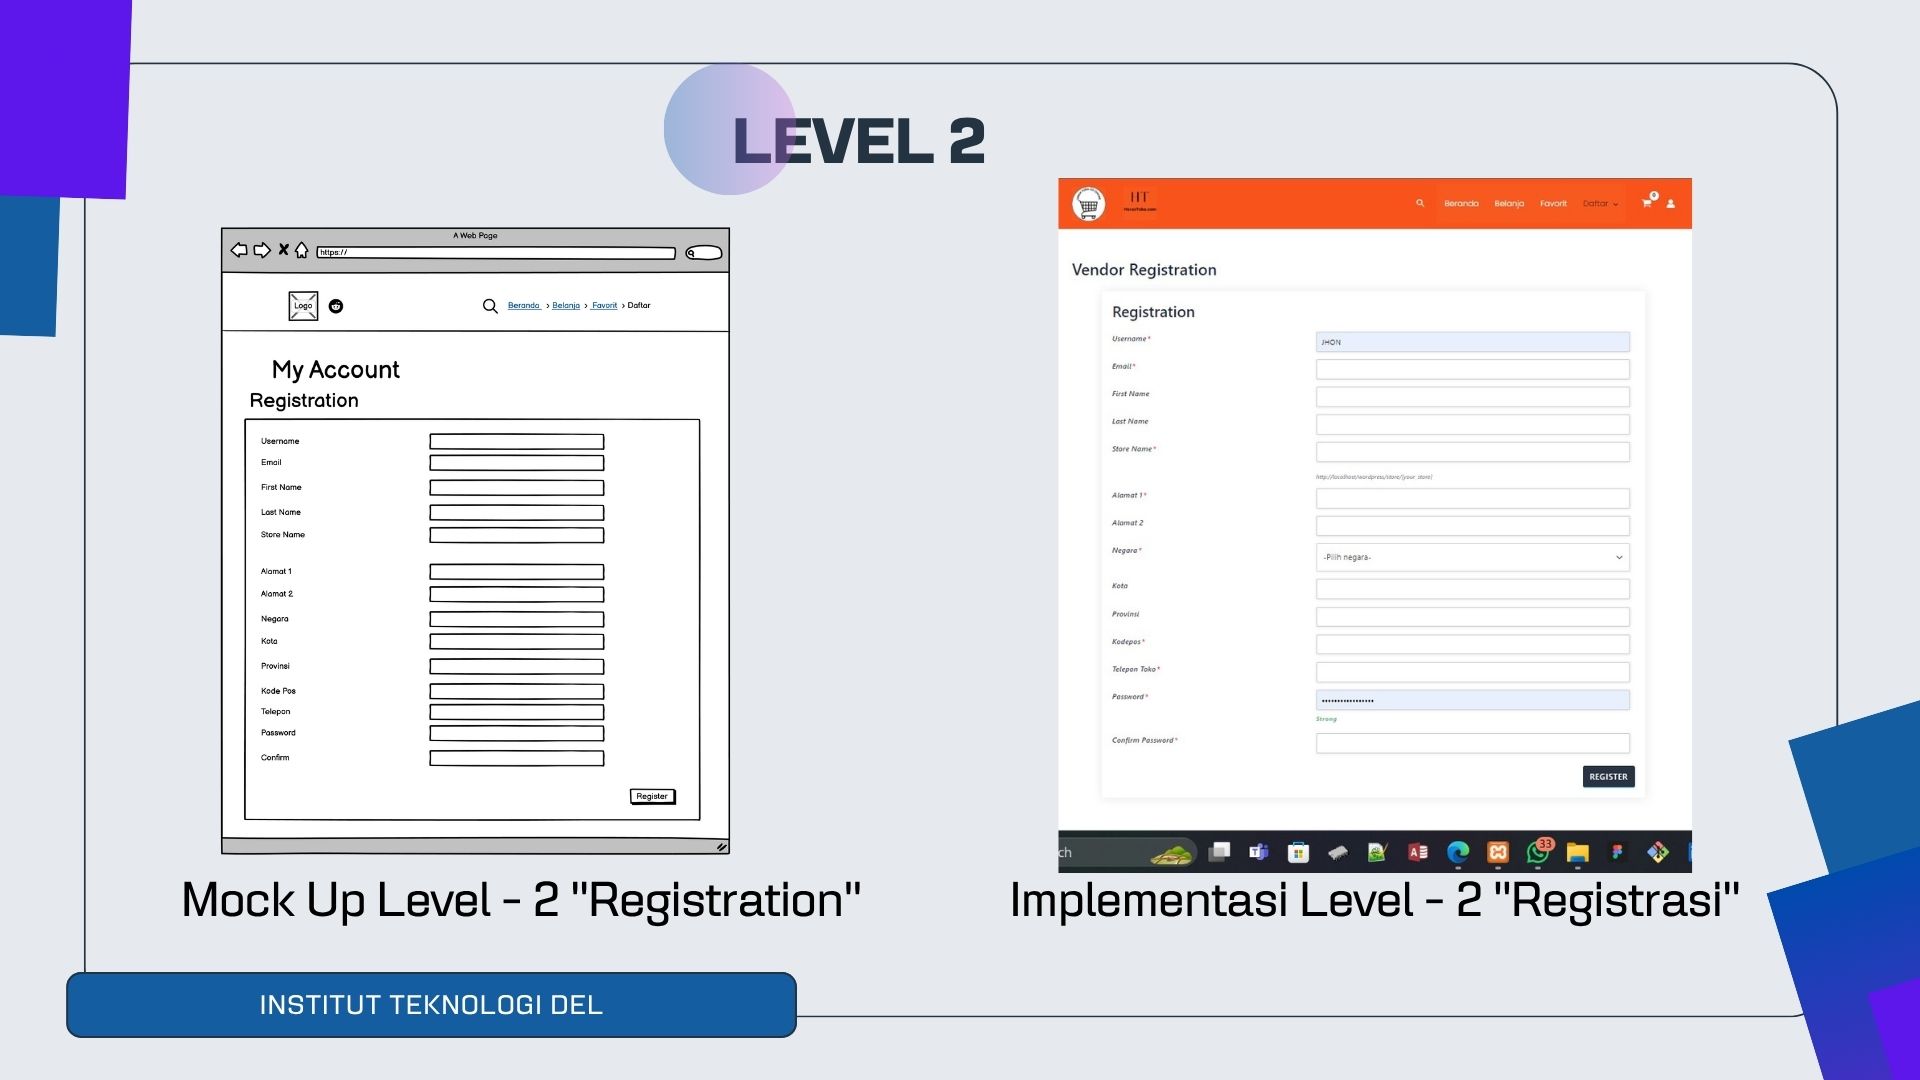 LEVEL 2
A Web Page
https://
Logo
Beranda > Belanja > Favorit > Daftar
My Account
Registration
Username
Email
First Name
Last Name
Store Name
Alamat 1
Alamat 2
Negara
Kota
Provinsi
Kode Pos
Telepon
Password
Confirm
Register
Mock Up Level - 2 "Registration"
HT
Beranda Belanja Favorit Daftar
0
Vendor Registration
Registration
Username*
JHON
Email*
First Name
Last Name
Store Name*
http://localhost/wordpress/store/[your_store]
Alamat 1*
Alamat 2
Negara*
-Pilih negara-
Kota
Provinsi
Kodepos*
Telepon Toko*
Password*
•••••••••••••••••
Strong
Confirm Password*
REGISTER
ch
33
Implementasi Level - 2 "Registrasi"
INSTITUT TEKNOLOGI DEL